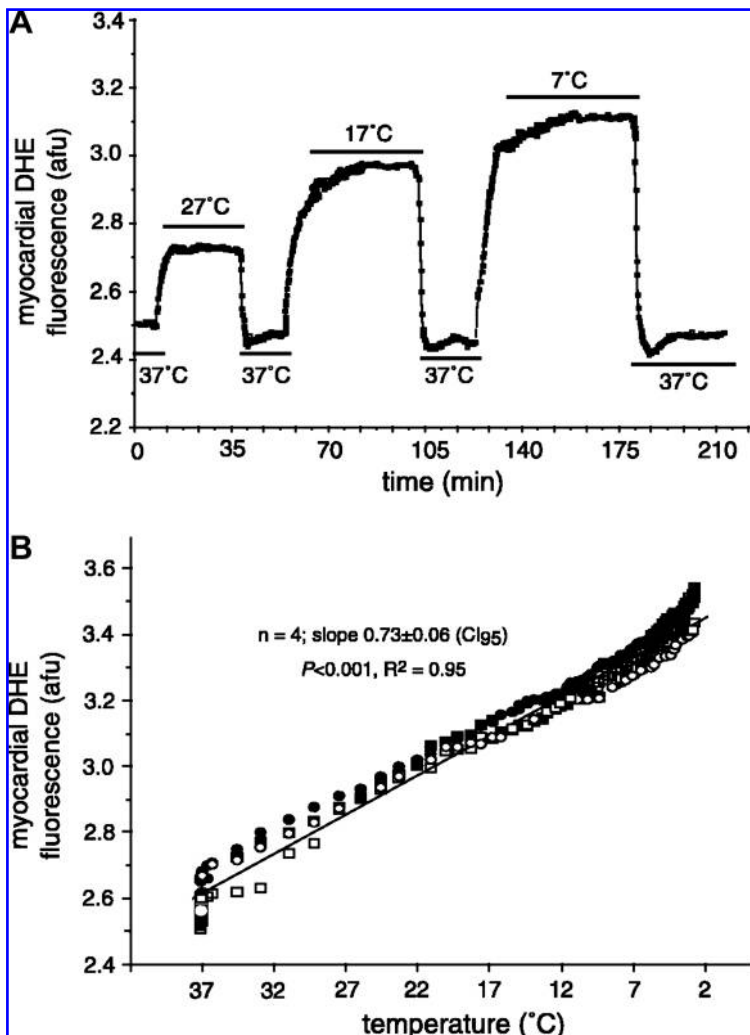 A
3.4
3.2
3.0
2.8
2.6
2.4
2.2
myocardial DHE
fluorescence (afu)
27°C
17°C
7°C
37°C
37°C
37°C
37°C
0
35
70
105
140
175
210
time (min)
B
3.6
3.4
3.2
3.0
2.8
2.6
2.4
myocardial DHE
fluorescence (afu)
n = 4; slope 0.73±0.06 (CI95)
P<0.001, R² = 0.95
37
32
27
22
17
12
7
2
temperature (°C)